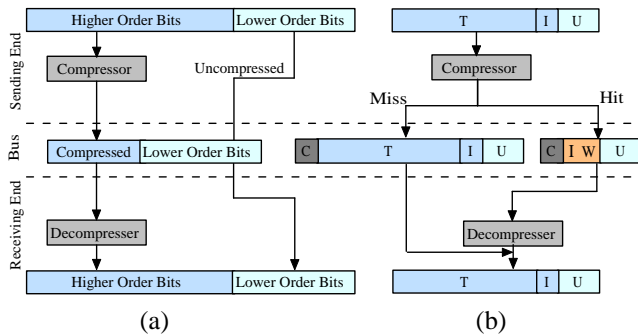 Higher Order Bits Lower Order Bits
Compressor
Uncompressed
Compressed Lower Order Bits
Decompresser
Higher Order Bits Lower Order Bits
(a)
T I U
Compressor
Miss Hit
C T I U C I W U
Decompresser
T I U
(b)
Sending End
Bus
Receiving End